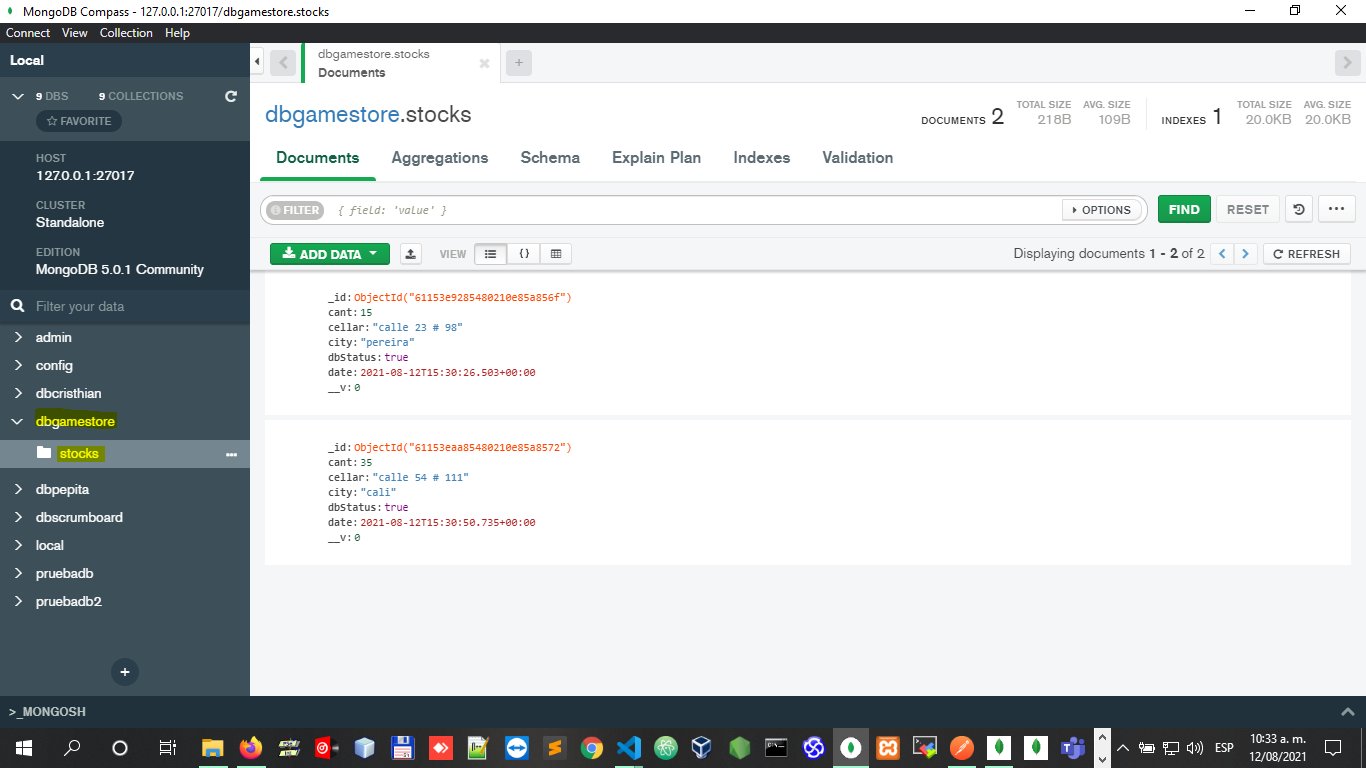 MongoDB Compass - 127.0.0.1:27017/dbgamestore.stocks
Connect View Collection Help
Local
9 DBS 9 COLLECTIONS
FAVORITE
HOST
127.0.0.1:27017
CLUSTER
Standalone
EDITION
MongoDB 5.0.1 Community
Filter your data
admin
config
dbcristhian
dbgamestore
stocks
dbpepita
dbscrumboard
local
pruebadb
pruebadb2
+
dbgamestore.stocks
Documents
+
dbgamestore.stocks
DOCUMENTS 2 TOTAL SIZE 218B AVG. SIZE 109B INDEXES 1 TOTAL SIZE 20.0KB AVG. SIZE 20.0KB
Documents Aggregations Schema Explain Plan Indexes Validation
FILTER { field: 'value' } OPTIONS FIND RESET
ADD DATA VIEW {} Displaying documents 1 - 2 of 2 REFRESH
_id: ObjectId("61153e9285480210e85a856f")
cant: 15
cellar: "calle 23 # 98"
city: "pereira"
dbStatus: true
date: 2021-08-12T15:30:26.503+00:00
__v: 0
_id: ObjectId("61153eaa85480210e85a8572")
cant: 35
cellar: "calle 54 # 111"
city: "cali"
dbStatus: true
date: 2021-08-12T15:30:50.735+00:00
__v: 0
>_MONGOSH
ESP
10:33 a. m.
12/08/2021